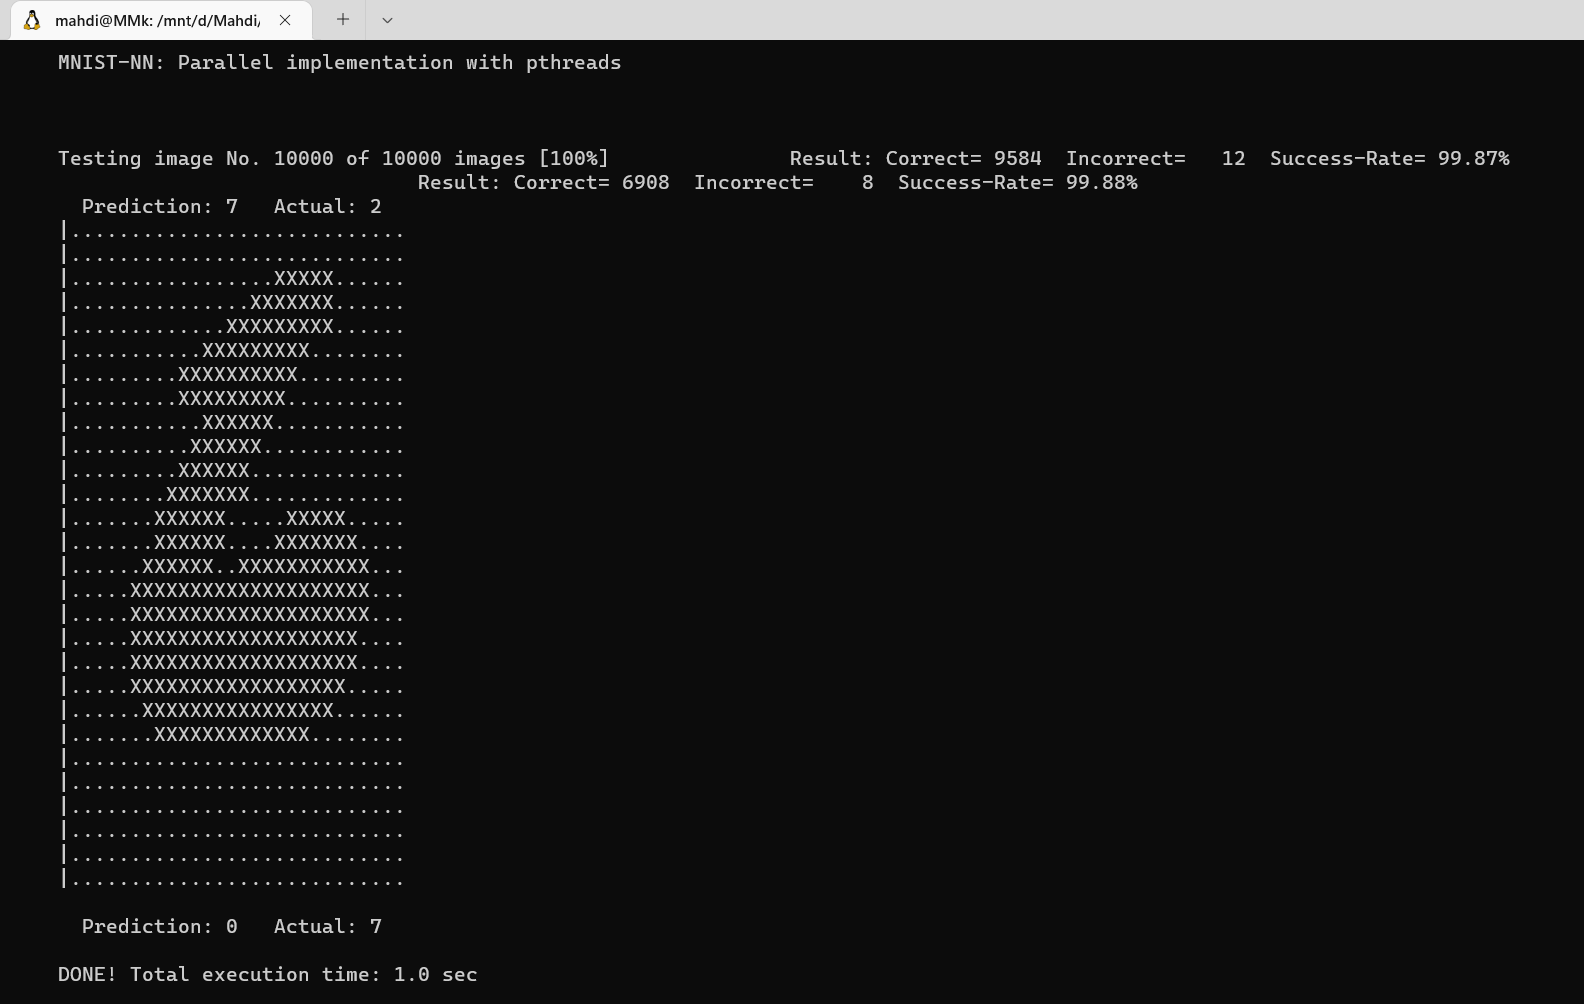 mahdi@MMk: /mnt/d/Mahdi/
MNIST-NN: Parallel implementation with pthreads
Testing image No. 10000 of 10000 images [100%] Result: Correct= 9584 Incorrect= 12 Success-Rate= 99.87%
Result: Correct= 6908 Incorrect= 8 Success-Rate= 99.88%
Prediction: 7 Actual: 2
|............................
|............................
|.................XXXXX......
|...............XXXXXXX......
|.............XXXXXXXXX......
|...........XXXXXXXXX........
|.........XXXXXXXXXX.........
|.........XXXXXXXXX..........
|...........XXXXXX...........
|..........XXXXXX............
|.........XXXXXX.............
|........XXXXXXX.............
|.......XXXXXX.....XXXXX.....
|.......XXXXXX....XXXXXXX....
|......XXXXXX..XXXXXXXXXXX...
|.....XXXXXXXXXXXXXXXXXXXX...
|.....XXXXXXXXXXXXXXXXXXXX...
|.....XXXXXXXXXXXXXXXXXXX....
|.....XXXXXXXXXXXXXXXXXXX....
|.....XXXXXXXXXXXXXXXXXX.....
|......XXXXXXXXXXXXXXXX......
|.......XXXXXXXXXXXXX........
|............................
|............................
|............................
|............................
|............................
|............................
Prediction: 0 Actual: 7
DONE! Total execution time: 1.0 sec